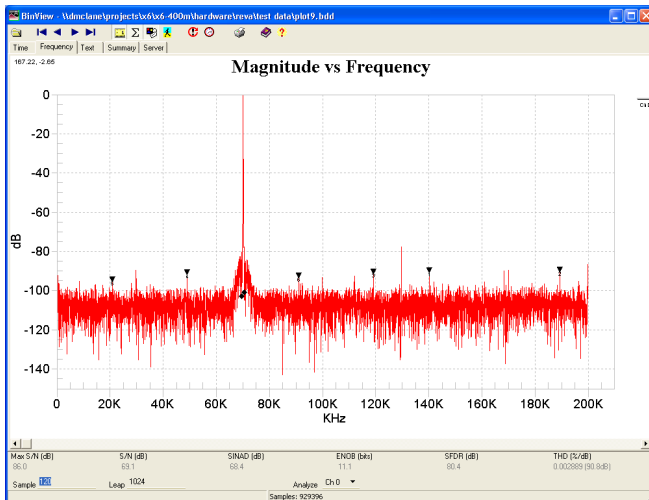 BinView - \\dmclane\projects\x6\x6-400m\hardware\reva\test data\plot9.bdd
Time Frequency Text Summary Server
167.22, -2.65
Magnitude vs Frequency
0
-20
-40
-60
-80
-100
-120
-140
dB
0 20K 40K 60K 80K 100K 120K 140K 160K 180K 200K
KHz
Max S/N (dB) S/N (dB) SINAD (dB) ENOB (bits) SFDR (dB) THD (%/dB)
86.0 69.1 68.4 11.1 80.4 0.002889 (90.8dB)
Sample 120 Leap 1024 Analyze Ch 0
Samples: 929396